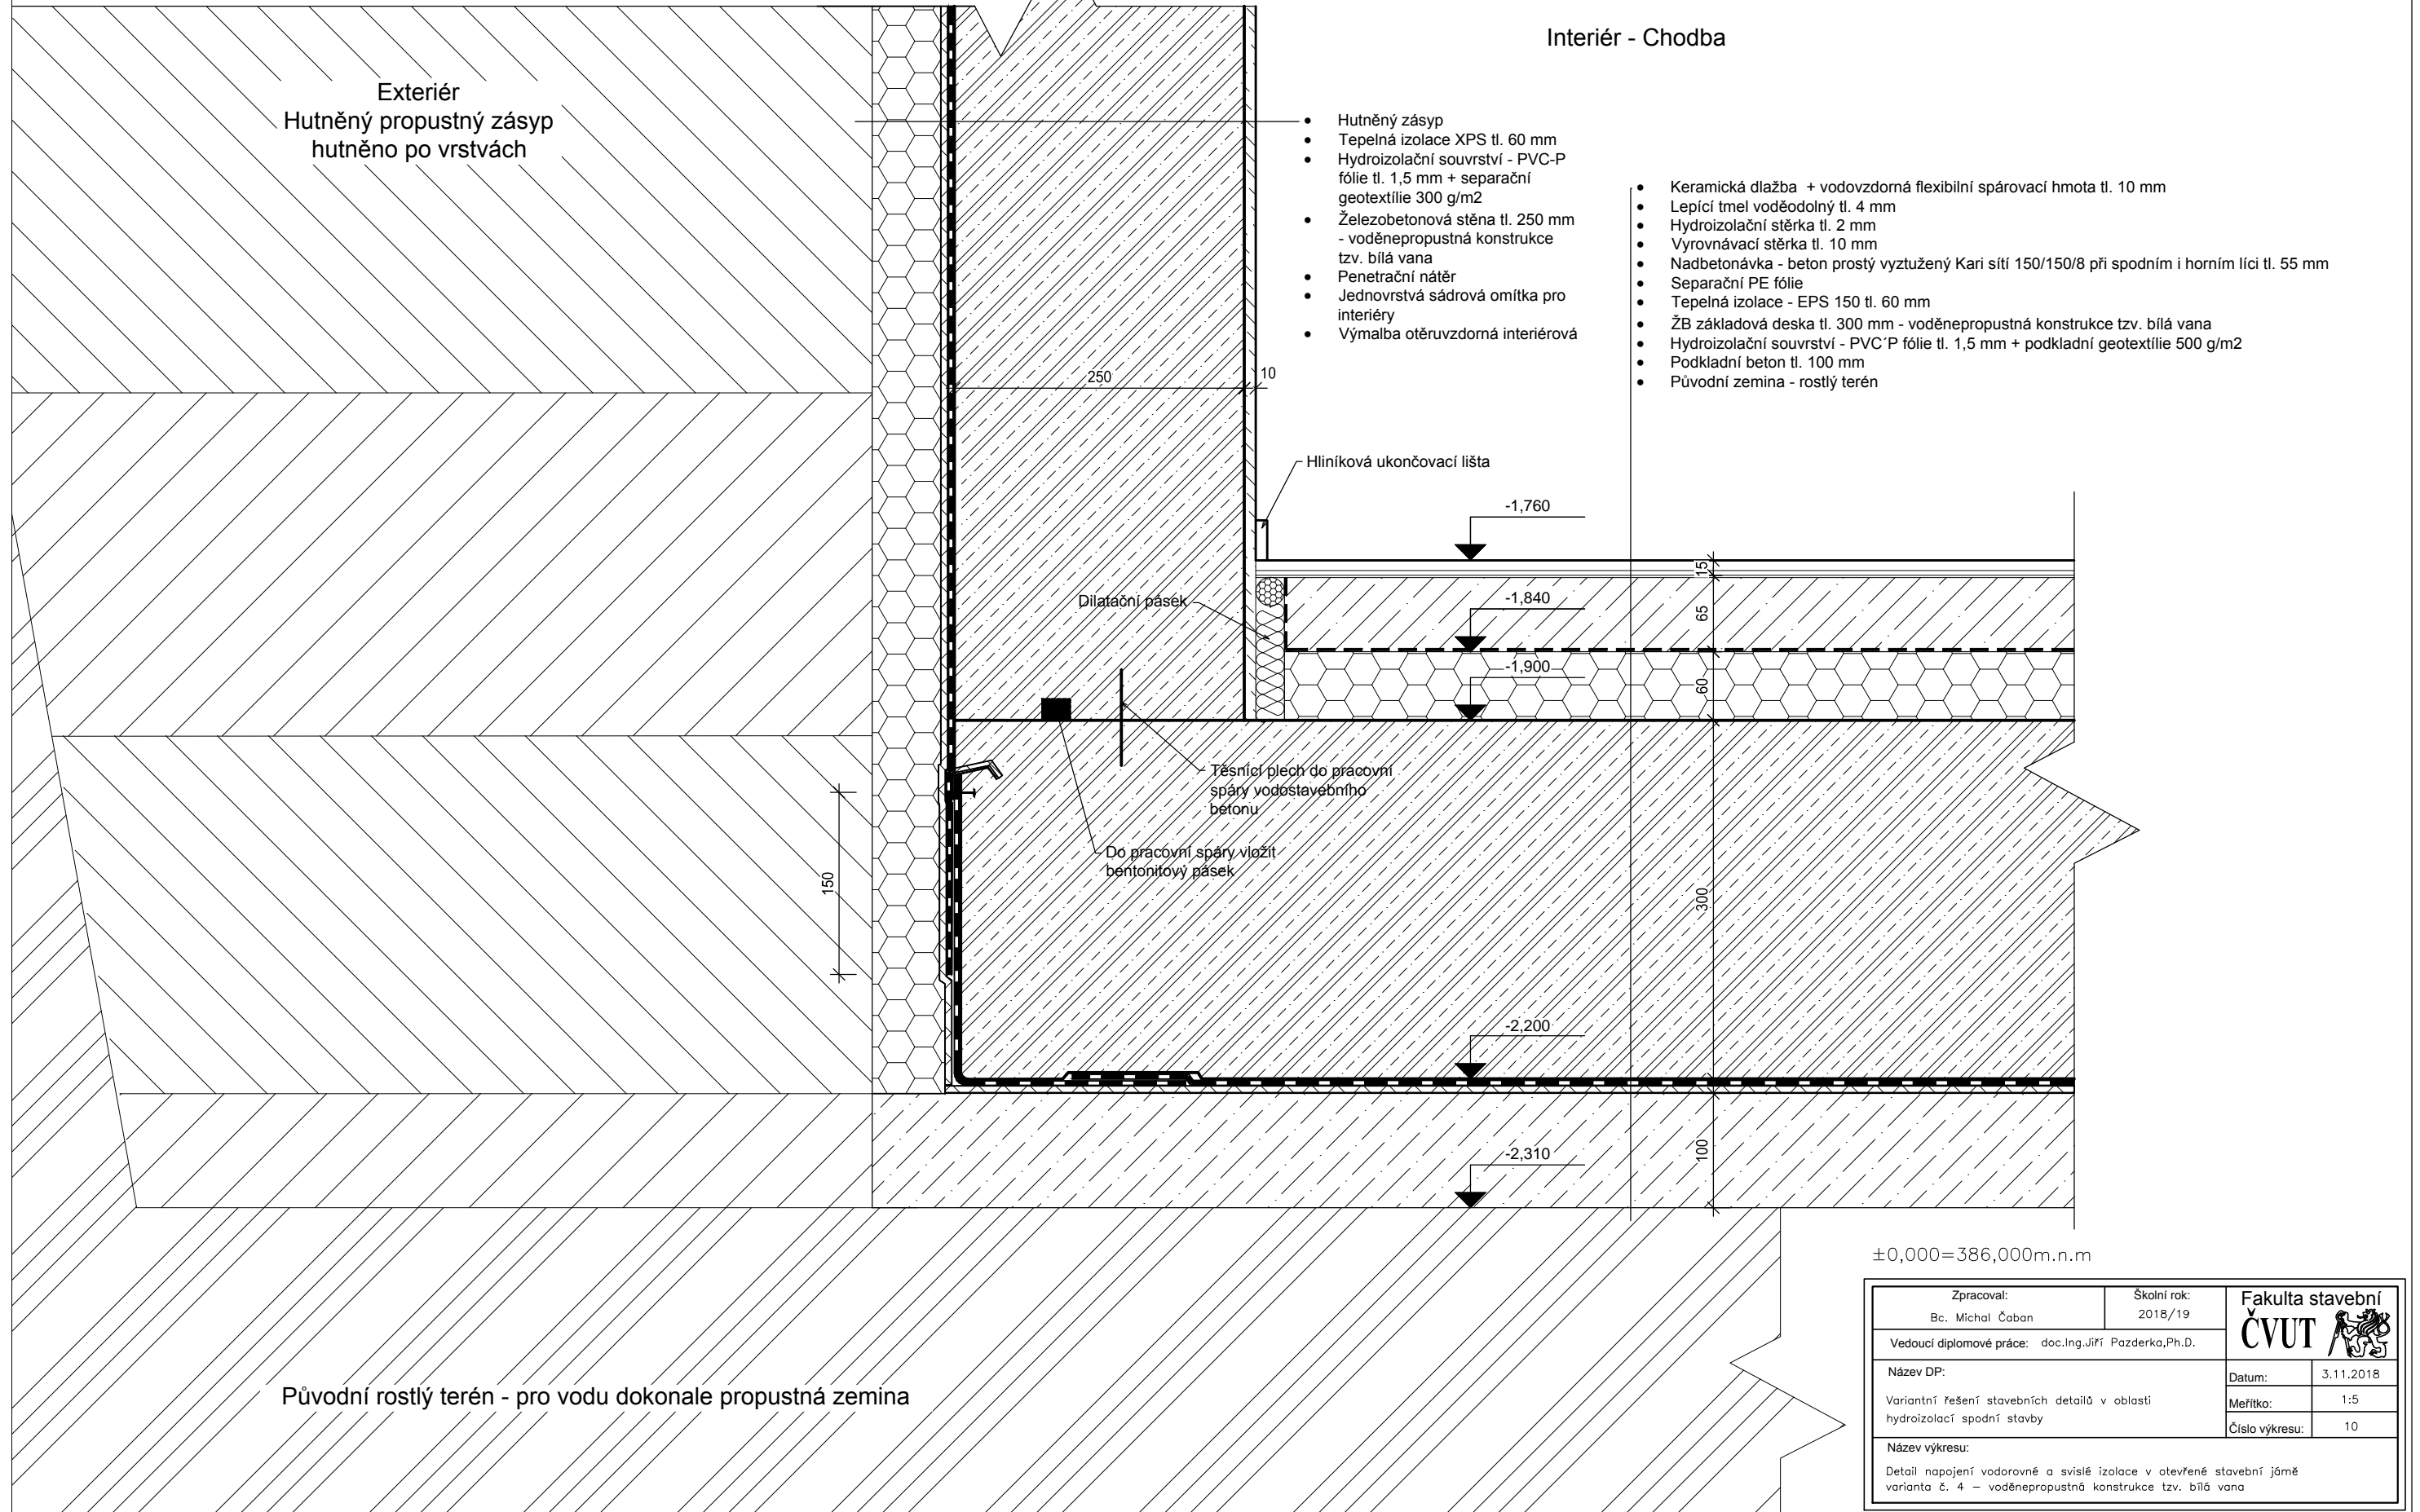 Interiér - Chodba
Exteriér
Hutněný propustný zásyp
hutněno po vrstvách
• Hutněný zásyp
• Tepelná izolace XPS tl. 60 mm
• Hydroizolační souvrství - PVC-P
fólie tl. 1,5 mm + separační
geotextílie 300 g/m2
• Železobetonová stěna tl. 250 mm
- voděnepropustná konstrukce
tzv. bílá vana
• Penetrační nátěr
• Jednovrstvá sádrová omítka pro
interiéry
• Výmalba otěruvzdorná interiérová
• Keramická dlažba + vodovzdorná flexibilní spárovací hmota tl. 10 mm
• Lepící tmel voděodolný tl. 4 mm
• Hydroizolační stěrka tl. 2 mm
• Vyrovnávací stěrka tl. 10 mm
• Nadbetonávka - beton prostý vyztužený Kari sítí 150/150/8 při spodním i horním líci tl. 55 mm
• Separační PE fólie
• Tepelná izolace - EPS 150 tl. 60 mm
• ŽB základová deska tl. 300 mm - voděnepropustná konstrukce tzv. bílá vana
• Hydroizolační souvrství - PVC´P fólie tl. 1,5 mm + podkladní geotextílie 500 g/m2
• Podkladní beton tl. 100 mm
• Původní zemina - rostlý terén
250
10
Hliníková ukončovací lišta
-1,760
15
Dilatační pásek
-1,840
65
-1,900
60
Těsnící plech do pracovní
spáry vodostavebního
betonu
Do pracovní spáry vložit
bentonitový pásek
150
300
-2,200
-2,310
100
±0,000=386,000m.n.m
Původní rostlý terén - pro vodu dokonale propustná zemina
Zpracoval:
Bc. Michal Čaban
Školní rok:
2018/19
Fakulta stavební
ČVUT
Vedoucí diplomové práce: doc.Ing.Jiří Pazderka,Ph.D.
Název DP:
Variantní řešení stavebních detailů v oblasti
hydroizolací spodní stavby
Datum: 3.11.2018
Meřítko: 1:5
Číslo výkresu: 10
Název výkresu:
Detail napojení vodorovné a svislé izolace v otevřené stavební jámě
varianta č. 4 – voděnepropustná konstrukce tzv. bílá vana